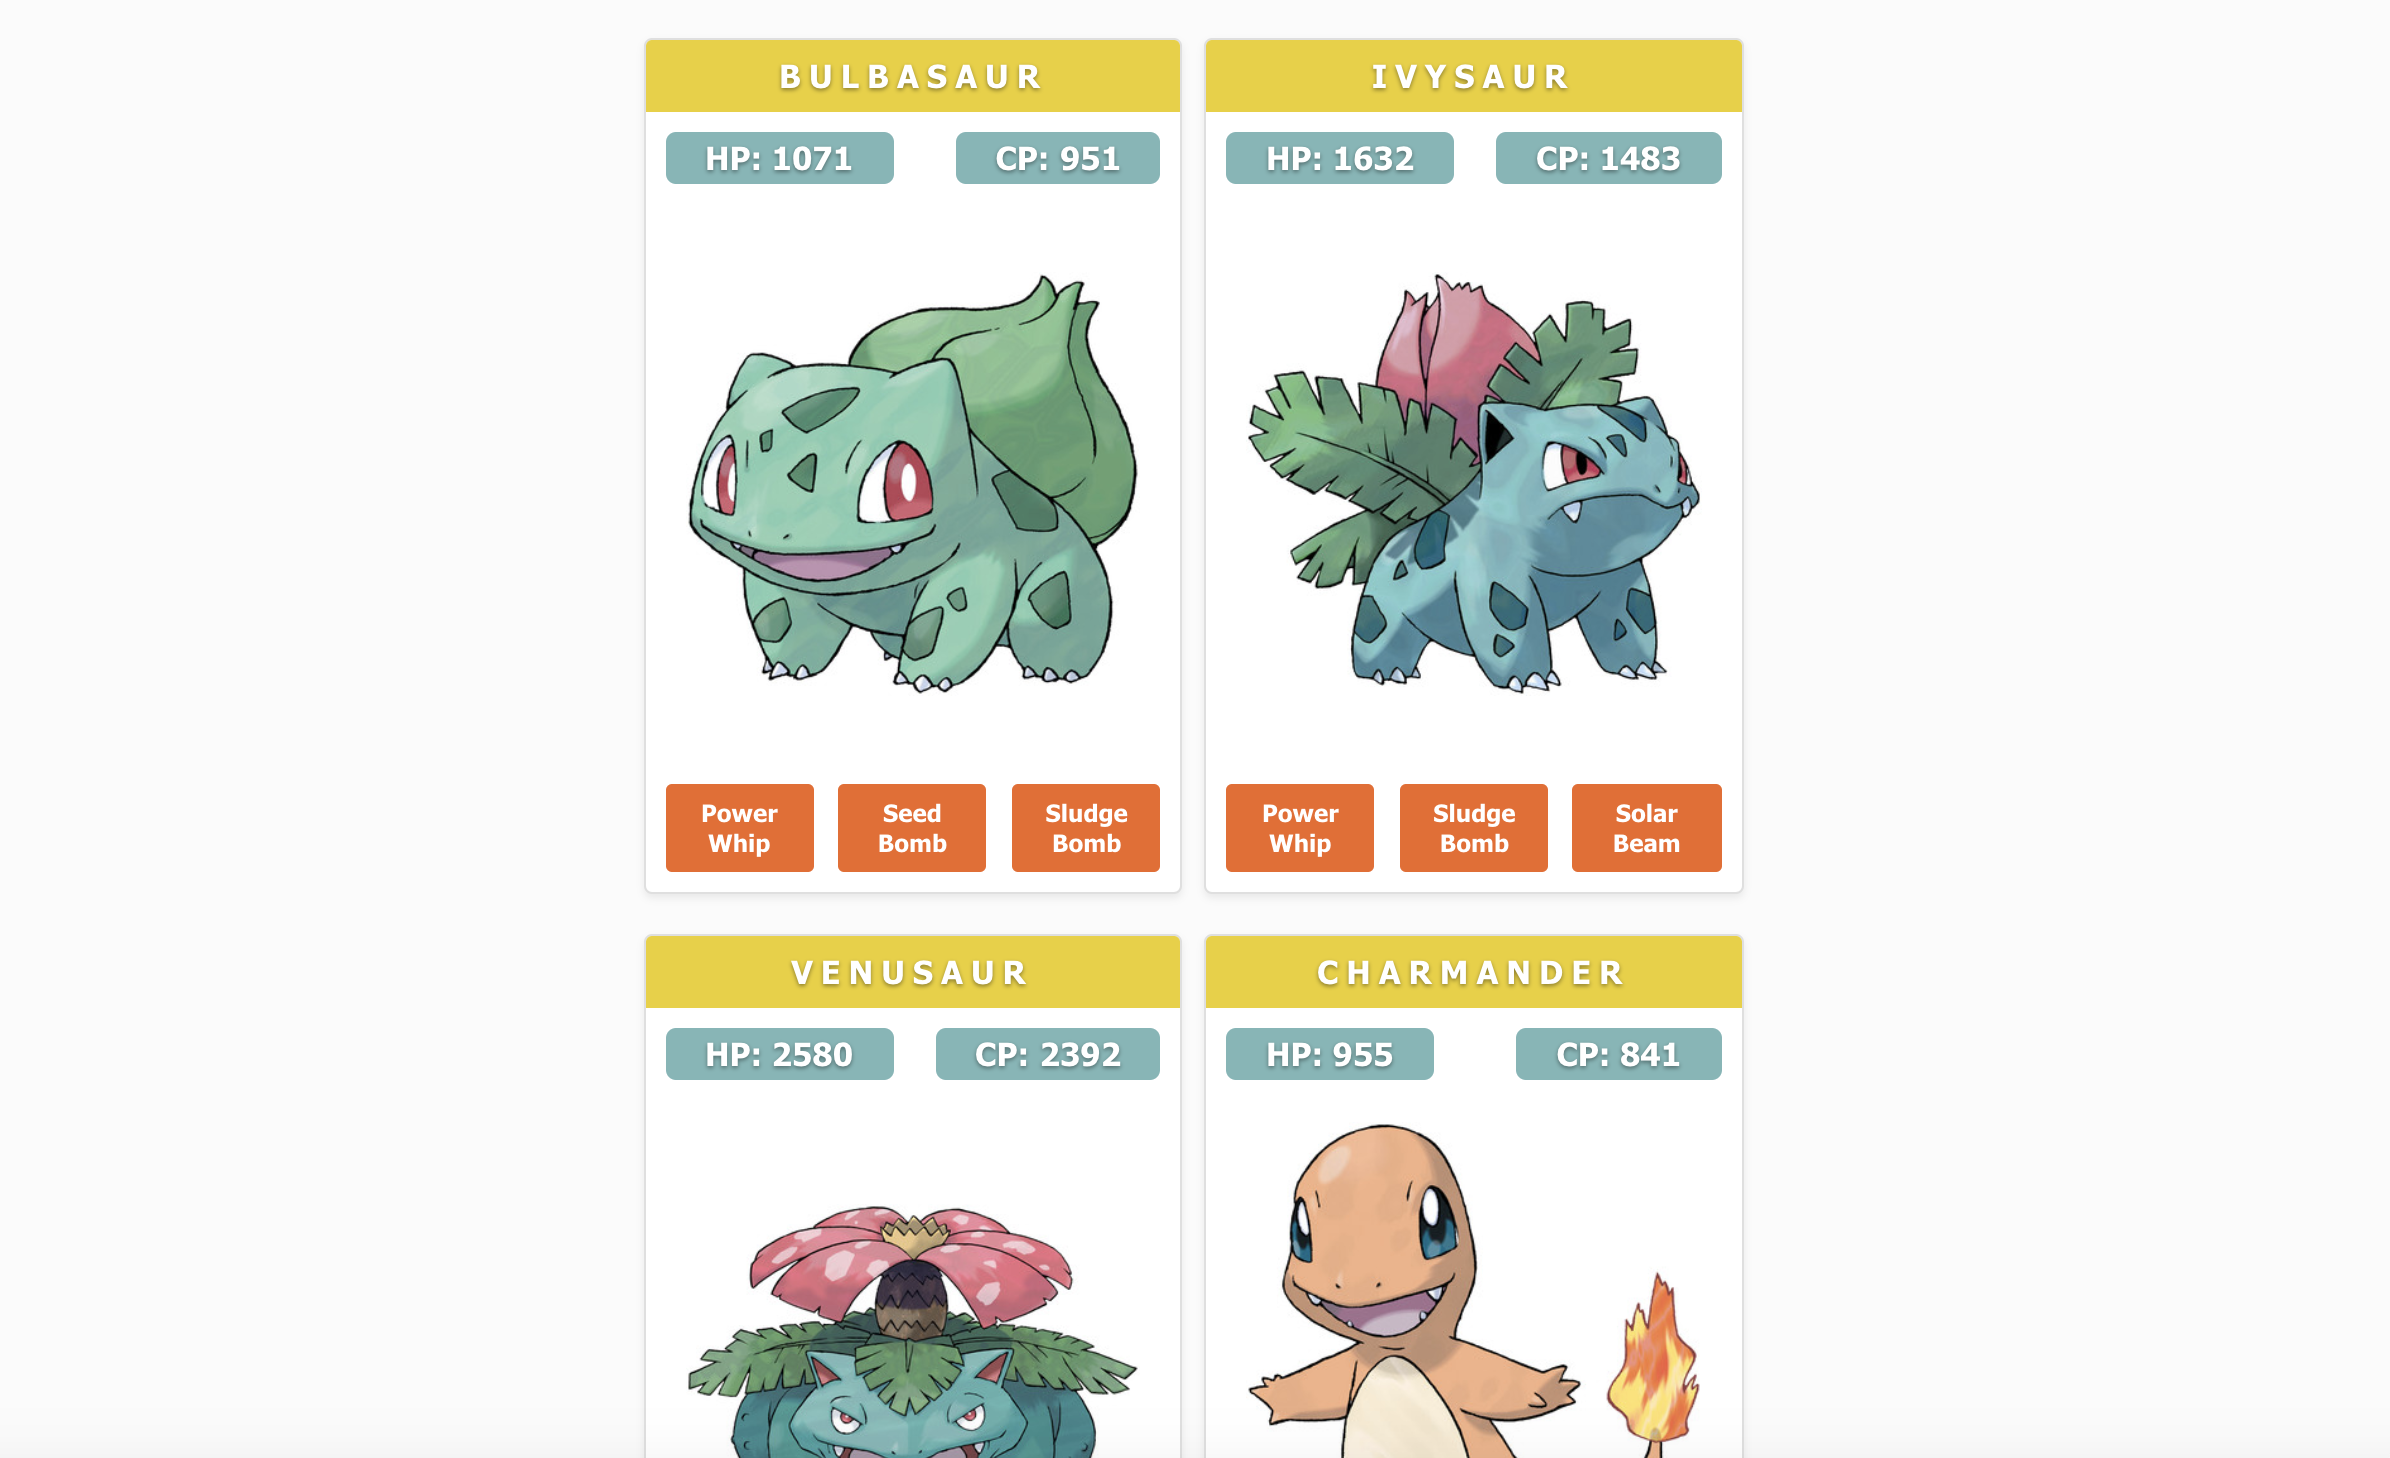 BULBASAUR
HP: 1071
CP: 951
Power
Whip
Seed
Bomb
Sludge
Bomb
IVYSAUR
HP: 1632
CP: 1483
Power
Whip
Sludge
Bomb
Solar
Beam
VENUSAUR
HP: 2580
CP: 2392
CHARMANDER
HP: 955
CP: 841